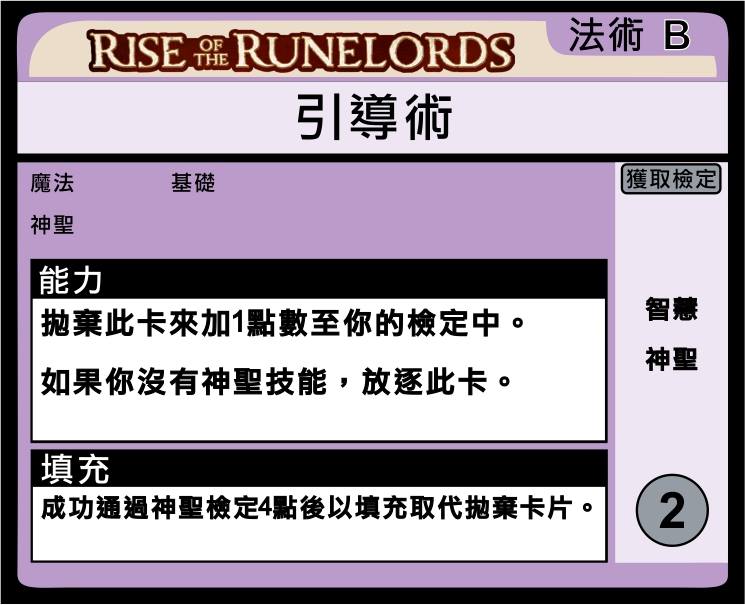 RISE OF THE RUNELORDS
法術 B
引導術
魔法 基礎
神聖
獲取檢定
能力
拋棄此卡來加1點數至你的檢定中。
如果你沒有神聖技能，放逐此卡。
智慧
神聖
填充
成功通過神聖檢定4點後以填充取代拋棄卡片。
2